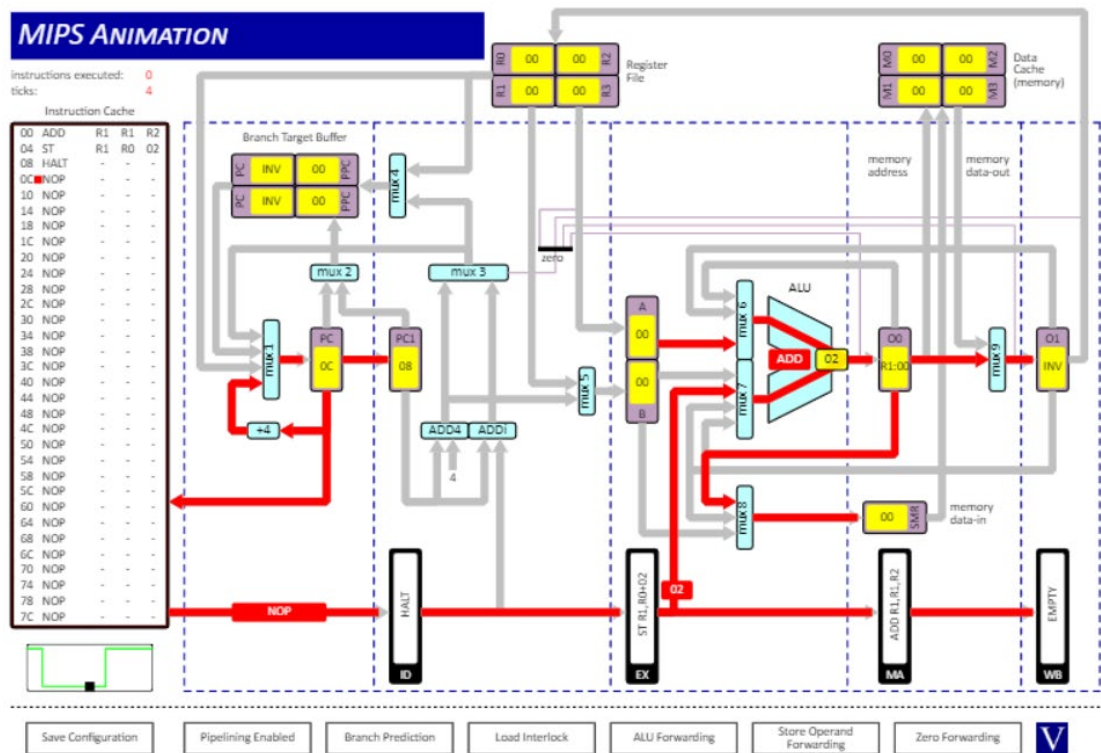 MIPS ANIMATION
instructions executed: 0
ticks: 4
Instruction Cache
00 ADD R1 R1 R2
04 ST R1 R0 02
08 HALT - - -
0C NOP - - -
10 NOP - - -
14 NOP - - -
18 NOP - - -
1C NOP - - -
20 NOP - - -
24 NOP - - -
28 NOP - - -
2C NOP - - -
30 NOP - - -
34 NOP - - -
38 NOP - - -
3C NOP - - -
40 NOP - - -
44 NOP - - -
48 NOP - - -
4C NOP - - -
50 NOP - - -
54 NOP - - -
58 NOP - - -
5C NOP - - -
60 NOP - - -
64 NOP - - -
68 NOP - - -
6C NOP - - -
70 NOP - - -
74 NOP - - -
78 NOP - - -
7C NOP - - -
R0 00 00 R2
R1 00 00 R3
Register
File
M0 00 00 M2
M1 00 00 M3
Data
Cache
(memory)
Branch Target Buffer
PC INV 00 PPC
PC INV 00 PPC
mux 4
memory
address
memory
data-out
zero
mux 2
mux 3
mux 1
PC
0C
PC1
08
mux 5
A
00
00
B
mux 6
mux 7
ALU
ADD
02
O0
R1:00
mux 9
O1
INV
+4
ADD4
ADDi
4
mux 8
00 SMR
memory
data-in
NOP
HALT
ID
ST R1,R0+02
EX
02
ADD R1,R1,R2
MA
EMPTY
WB
Save Configuration
Pipelining Enabled
Branch Prediction
Load Interlock
ALU Forwarding
Store Operand
Forwarding
Zero Forwarding
V